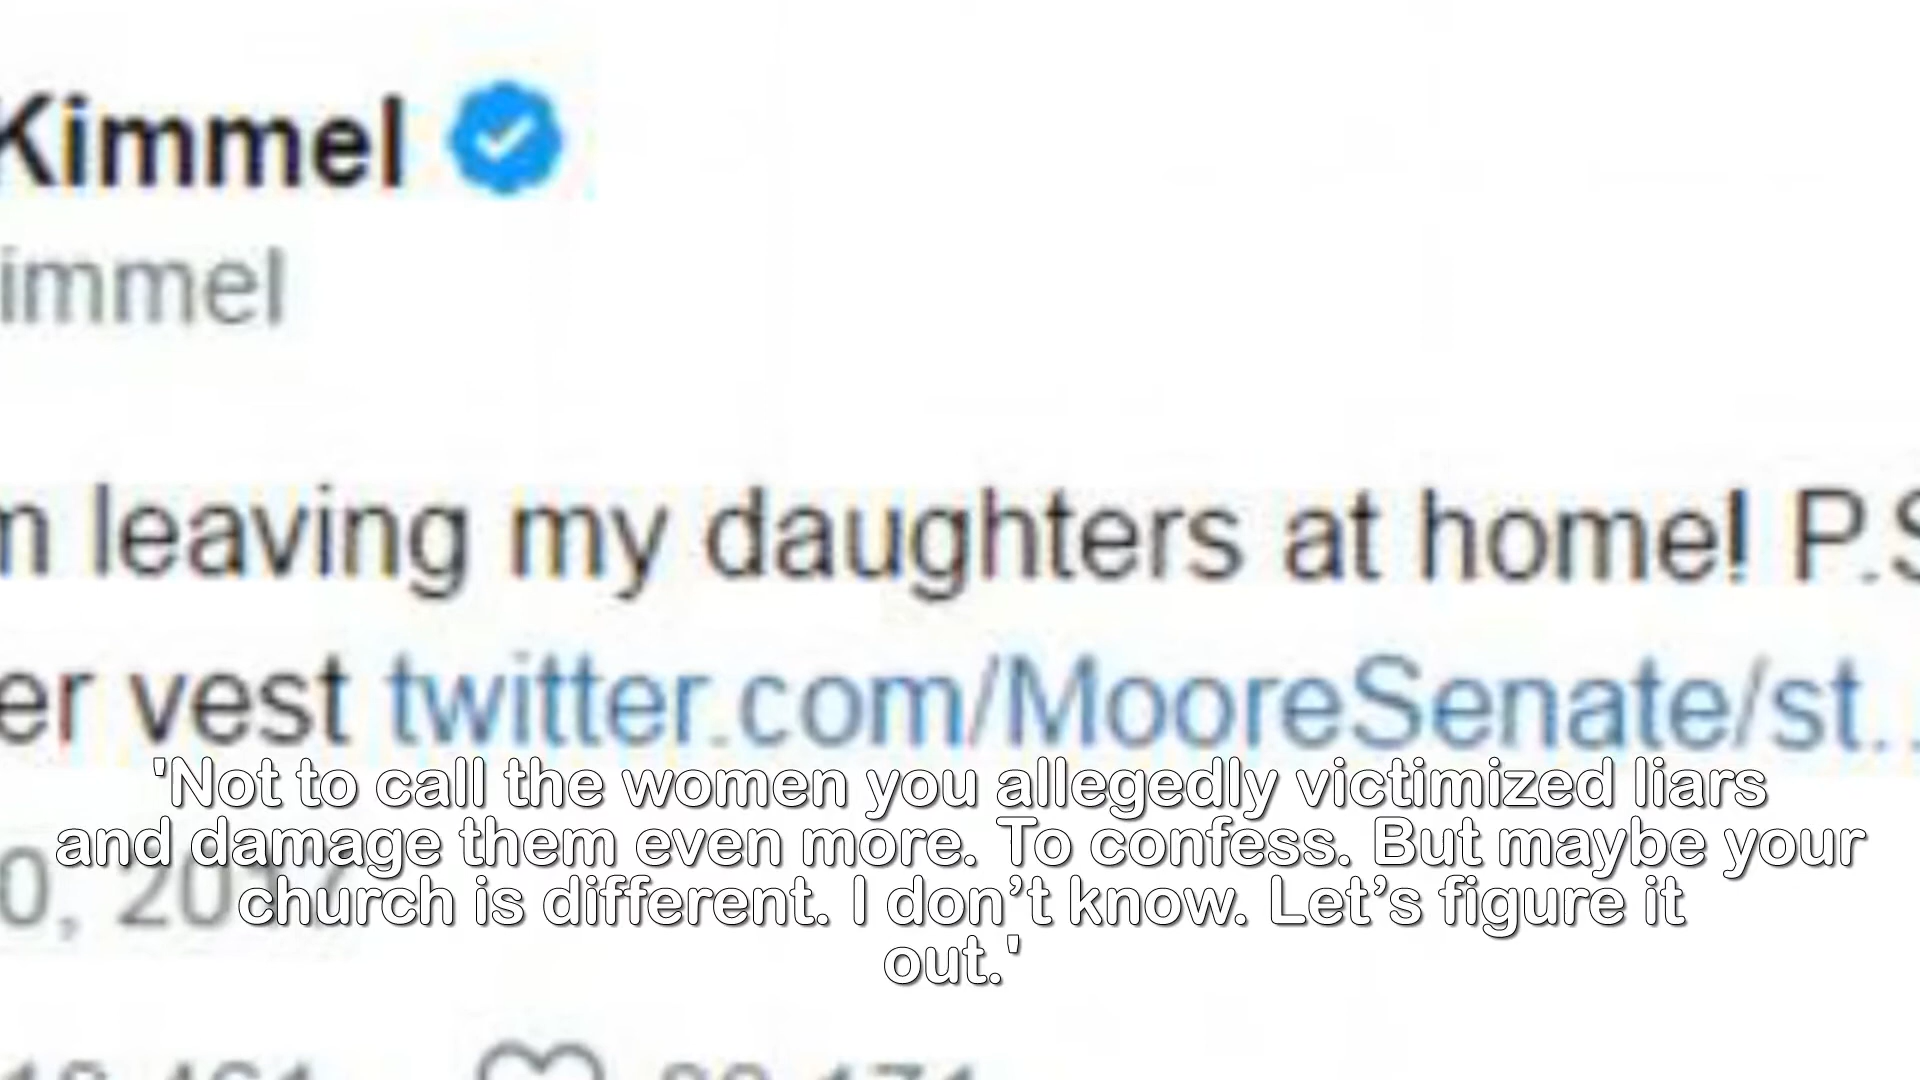 Kimmel
immel
leaving my daughters at home! P.S
er vest twitter.com/MooreSenate/st..
'Not to call the women you allegedly victimized liars
and damage them even more. To confess. But maybe your
church is different. I don’t know. Let’s figure it
out.'
0, 2017